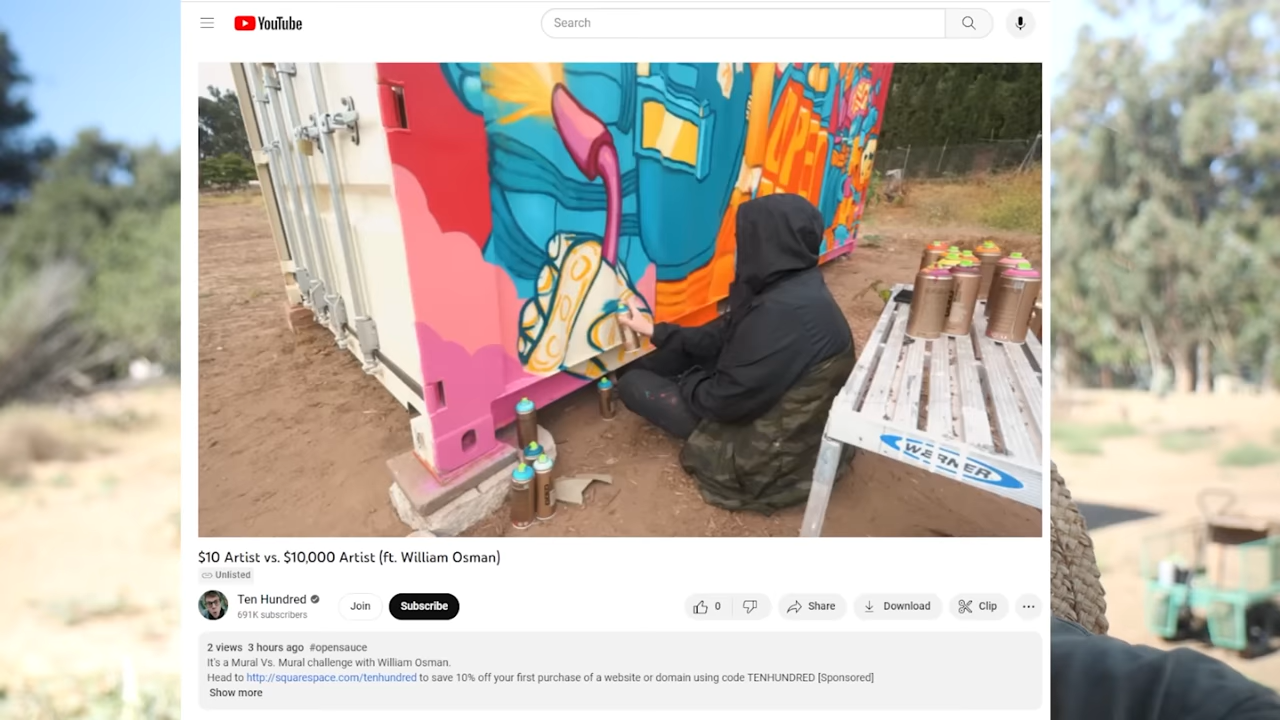 YouTube
Search
WERNER
$10 Artist vs. $10,000 Artist (ft. William Osman)
Unlisted
Ten Hundred
691K subscribers
Join
Subscribe
0
Share
Download
Clip
2 views 3 hours ago #opensauce
It's a Mural Vs. Mural challenge with William Osman.
Head to http://squarespace.com/tenhundred to save 10% off your first purchase of a website or domain using code TENHUNDRED [Sponsored]
Show more